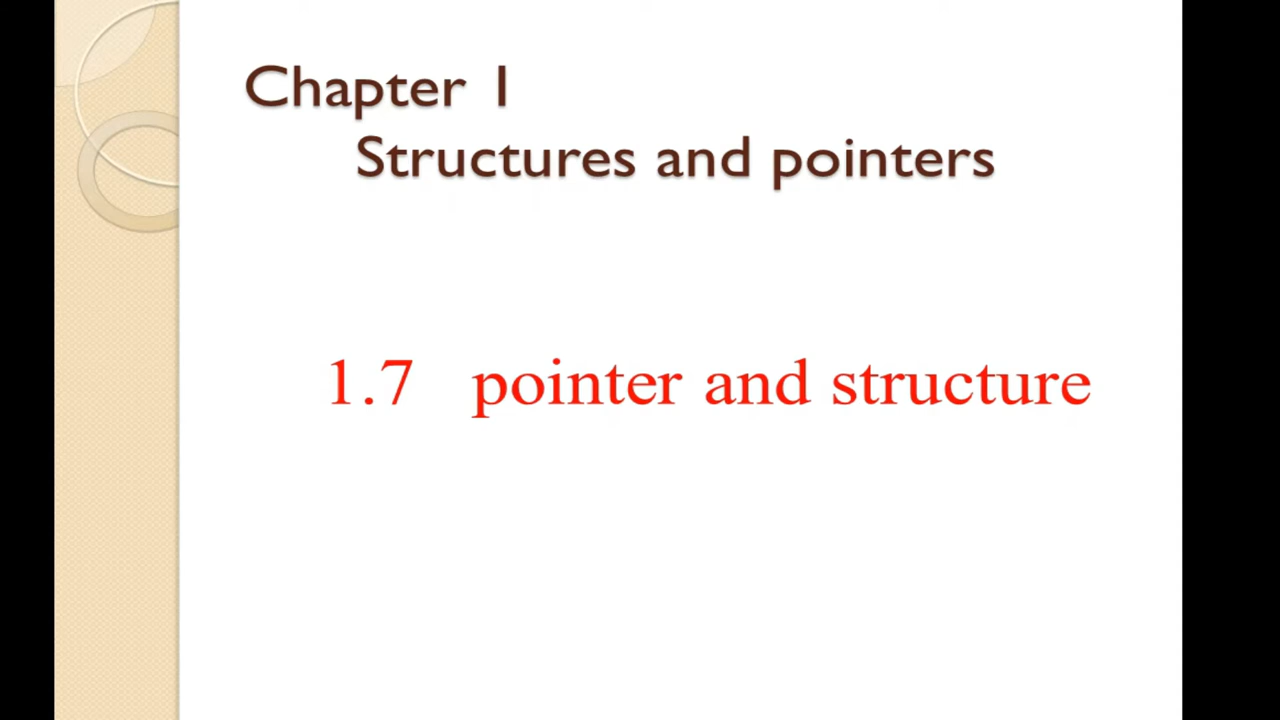 Chapter 1
Structures and pointers
1.7 pointer and structure